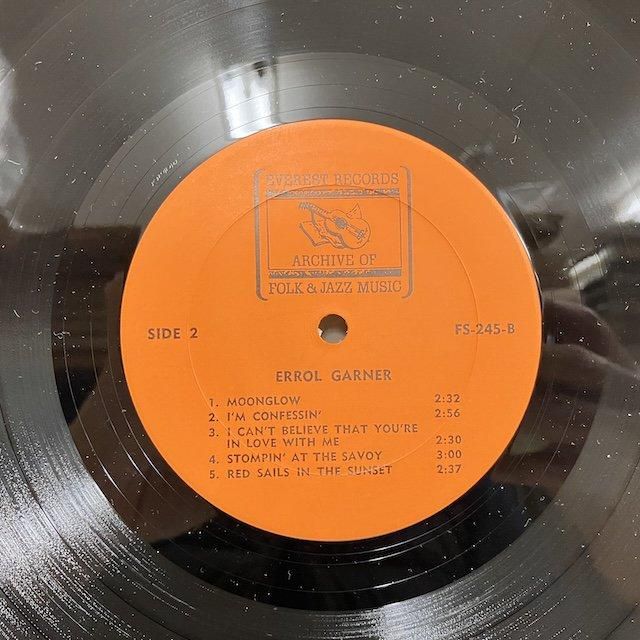 EVEREST RECORDS
ARCHIVE OF
FOLK & JAZZ MUSIC
SIDE 2
FS-245-B
ERROL GARNER
1. MOONGLOW 2:32
2. I'M CONFESSIN' 2:56
3. I CAN'T BELIEVE THAT YOU'RE
IN LOVE WITH ME 2:30
4. STOMPIN' AT THE SAVOY 3:00
5. RED SAILS IN THE SUNSET 2:37